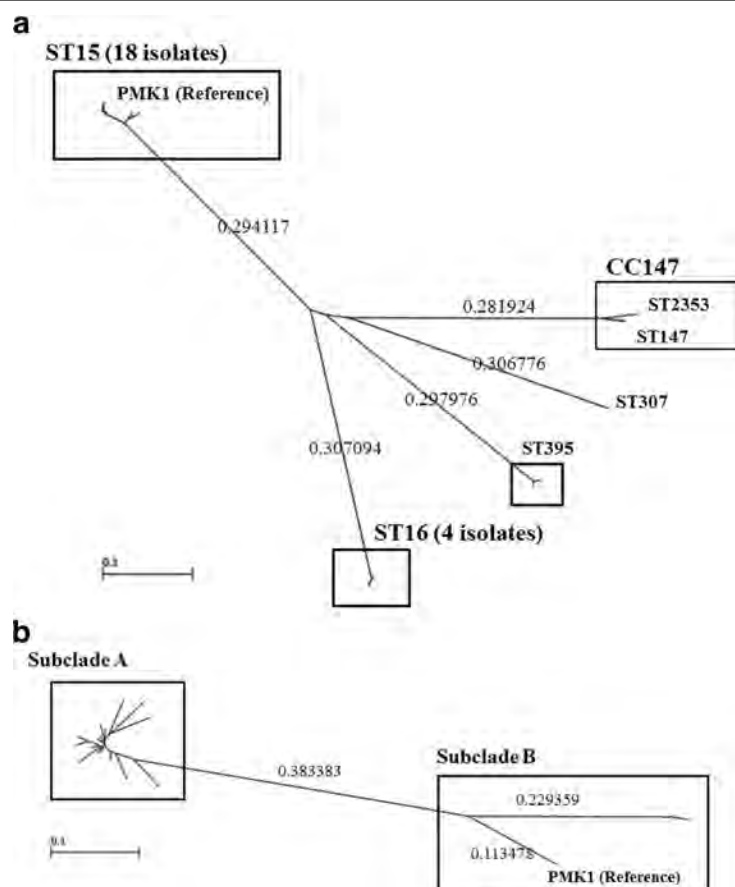 a
ST15 (18 isolates)
PMK1 (Reference)
0.294117
CC147
0.281924
ST2353
ST147
0.306776
ST307
0.297976
ST395
0.307094
ST16 (4 isolates)
0.1
b
Subclade A
0.383383
Subclade B
0.229359
0.113478
PMK1 (Reference)
0.1